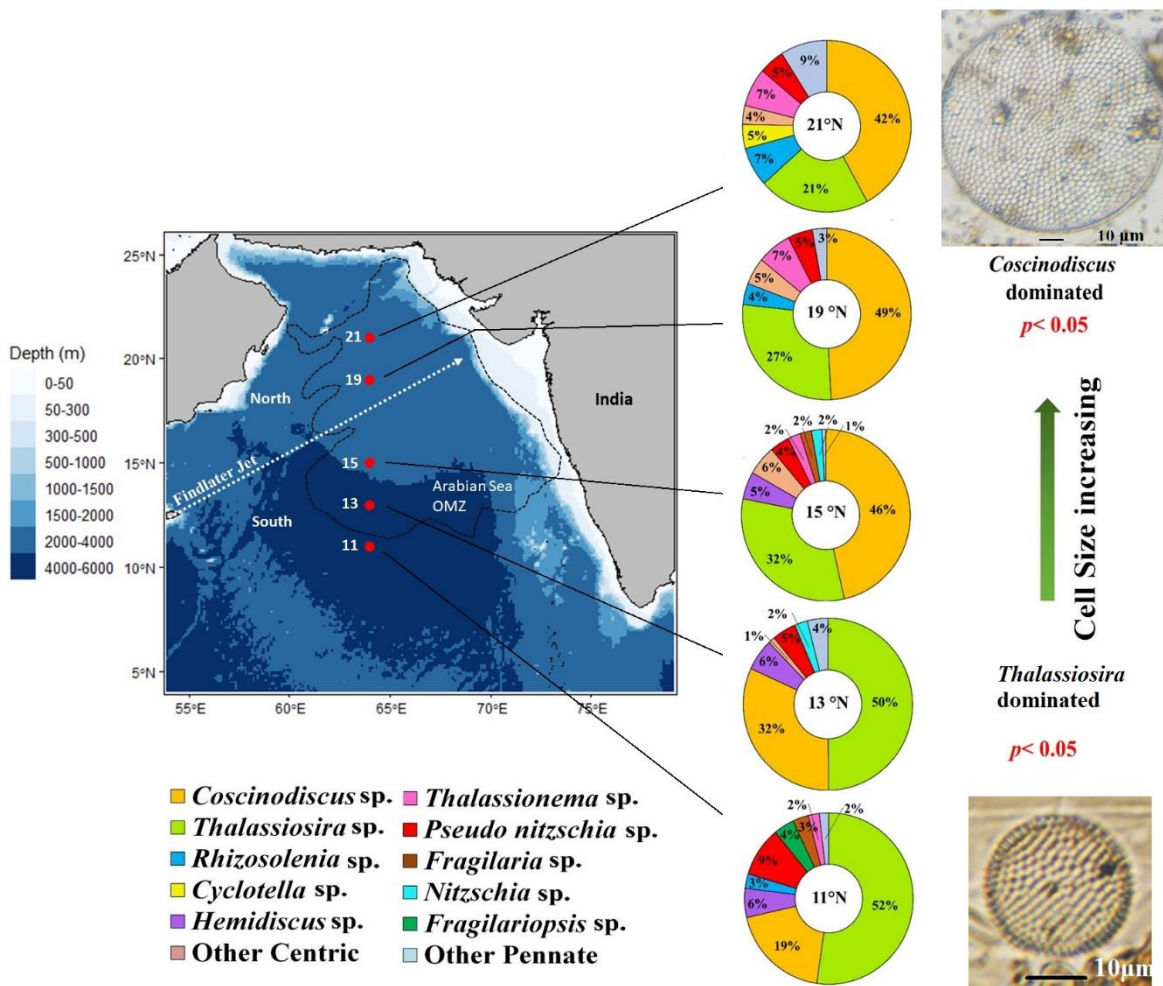 Depth (m)
0-50
50-300
300-500
500-1000
1000-1500
1500-2000
2000-4000
4000-6000
25°N
20°N
15°N
10°N
5°N
55°E
60°E
65°E
70°E
75°E
21
19
15
13
11
North
South
Findlater Jet
Arabian Sea
OMZ
India
Coscinodiscus sp.
Thalassiosira sp.
Rhizosolenia sp.
Cyclotella sp.
Hemidiscus sp.
Other Centric
Thalassionema sp.
Pseudo nitzschia sp.
Fragilaria sp.
Nitzschia sp.
Fragilariopsis sp.
Other Pennate
21°N
42%
21%
7%
5%
4%
7%
5%
9%
19 °N
49%
27%
4%
5%
7%
5%
3%
15 °N
46%
32%
5%
6%
4%
2%
2%
2%
1%
13 °N
50%
32%
6%
1%
5%
2%
4%
11°N
52%
19%
6%
3%
9%
4%
3%
2%
2%
10 µm
Coscinodiscus
dominated
p< 0.05
Cell Size increasing
Thalassiosira
dominated
p< 0.05
10µm